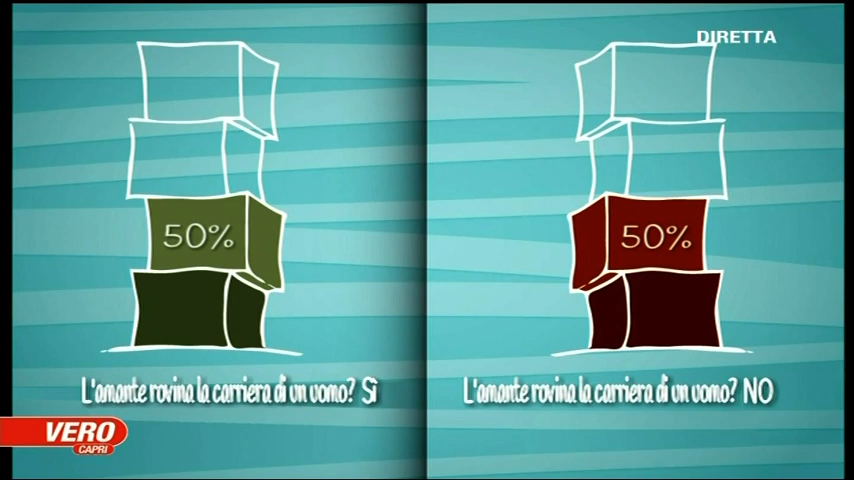 DIRETTA
50%
50%
L'amante rovina la carriera di un uomo? Sì
L'amante rovina la carriera di un uomo? NO
VERO
CAPRI